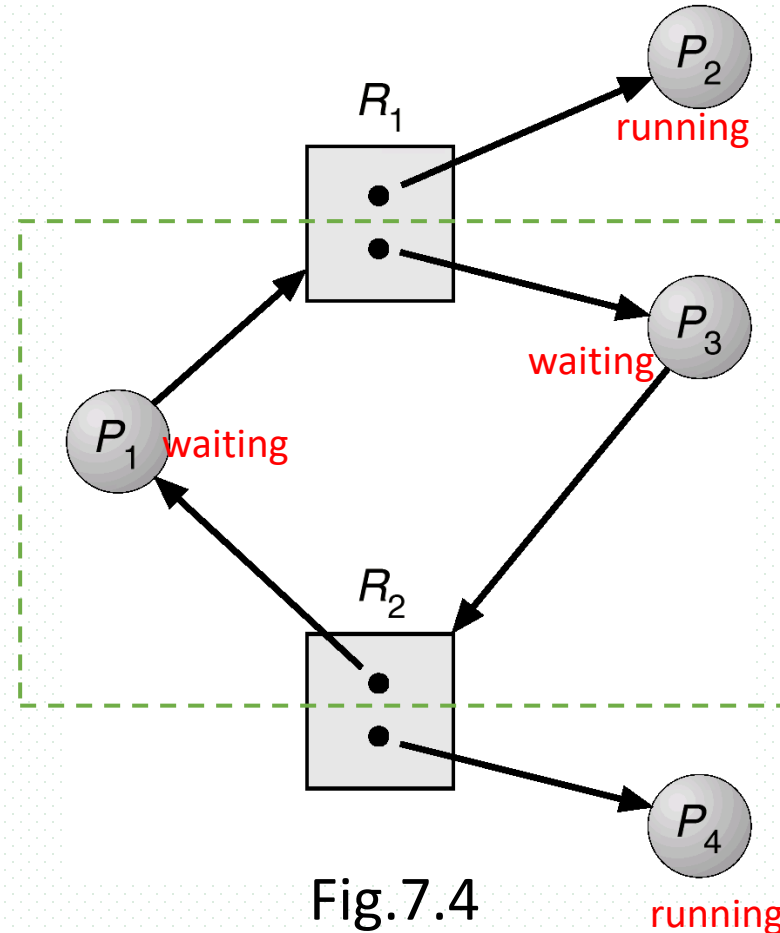 P2
R1
running
P3
waiting
P1 waiting
R2
P4
Fig.7.4
running